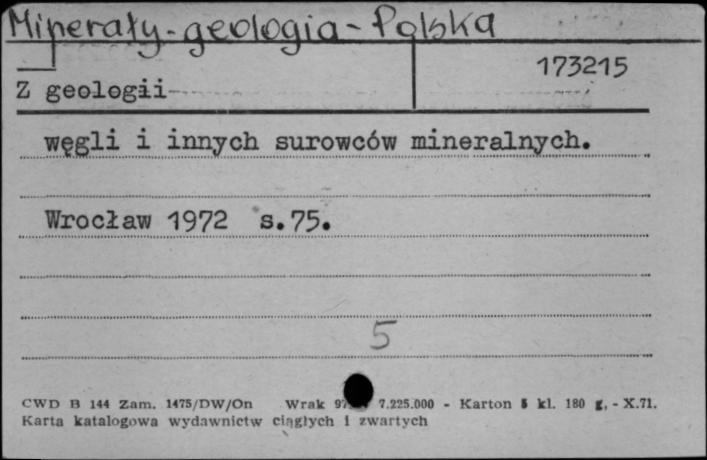 Minerały-geologia-Polska
173215
Z geologii
węgli i innych surowców mineralnych.
Wrocław 1972 s.75.
5
CWD B 144 Zam. 1475/DW/On Wrak 7.225.000 - Karton 5 kl. 180 g, - X.71.
Karta katalogowa wydawnictw ciągłych i zwartych